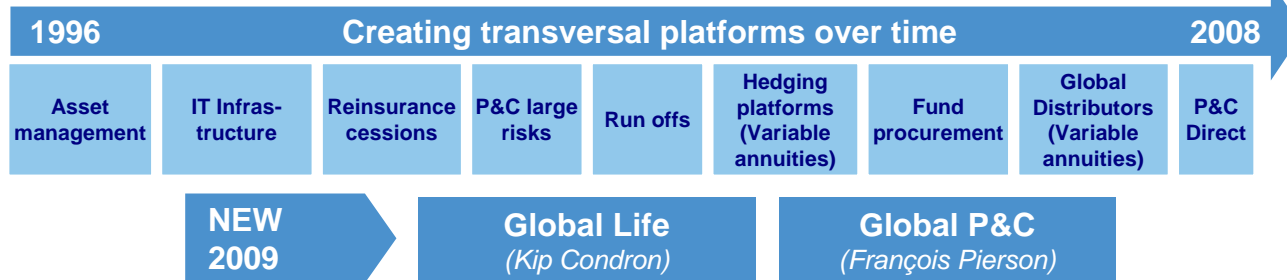 1996 Creating transversal platforms over time 2008
Asset
management
IT Infras-
tructure
Reinsurance
cessions
P&C large
risks
Run offs
Hedging
platforms
(Variable
annuities)
Fund
procurement
Global
Distributors
(Variable
annuities)
P&C
Direct
NEW
2009
Global Life
(Kip Condron)
Global P&C
(François Pierson)